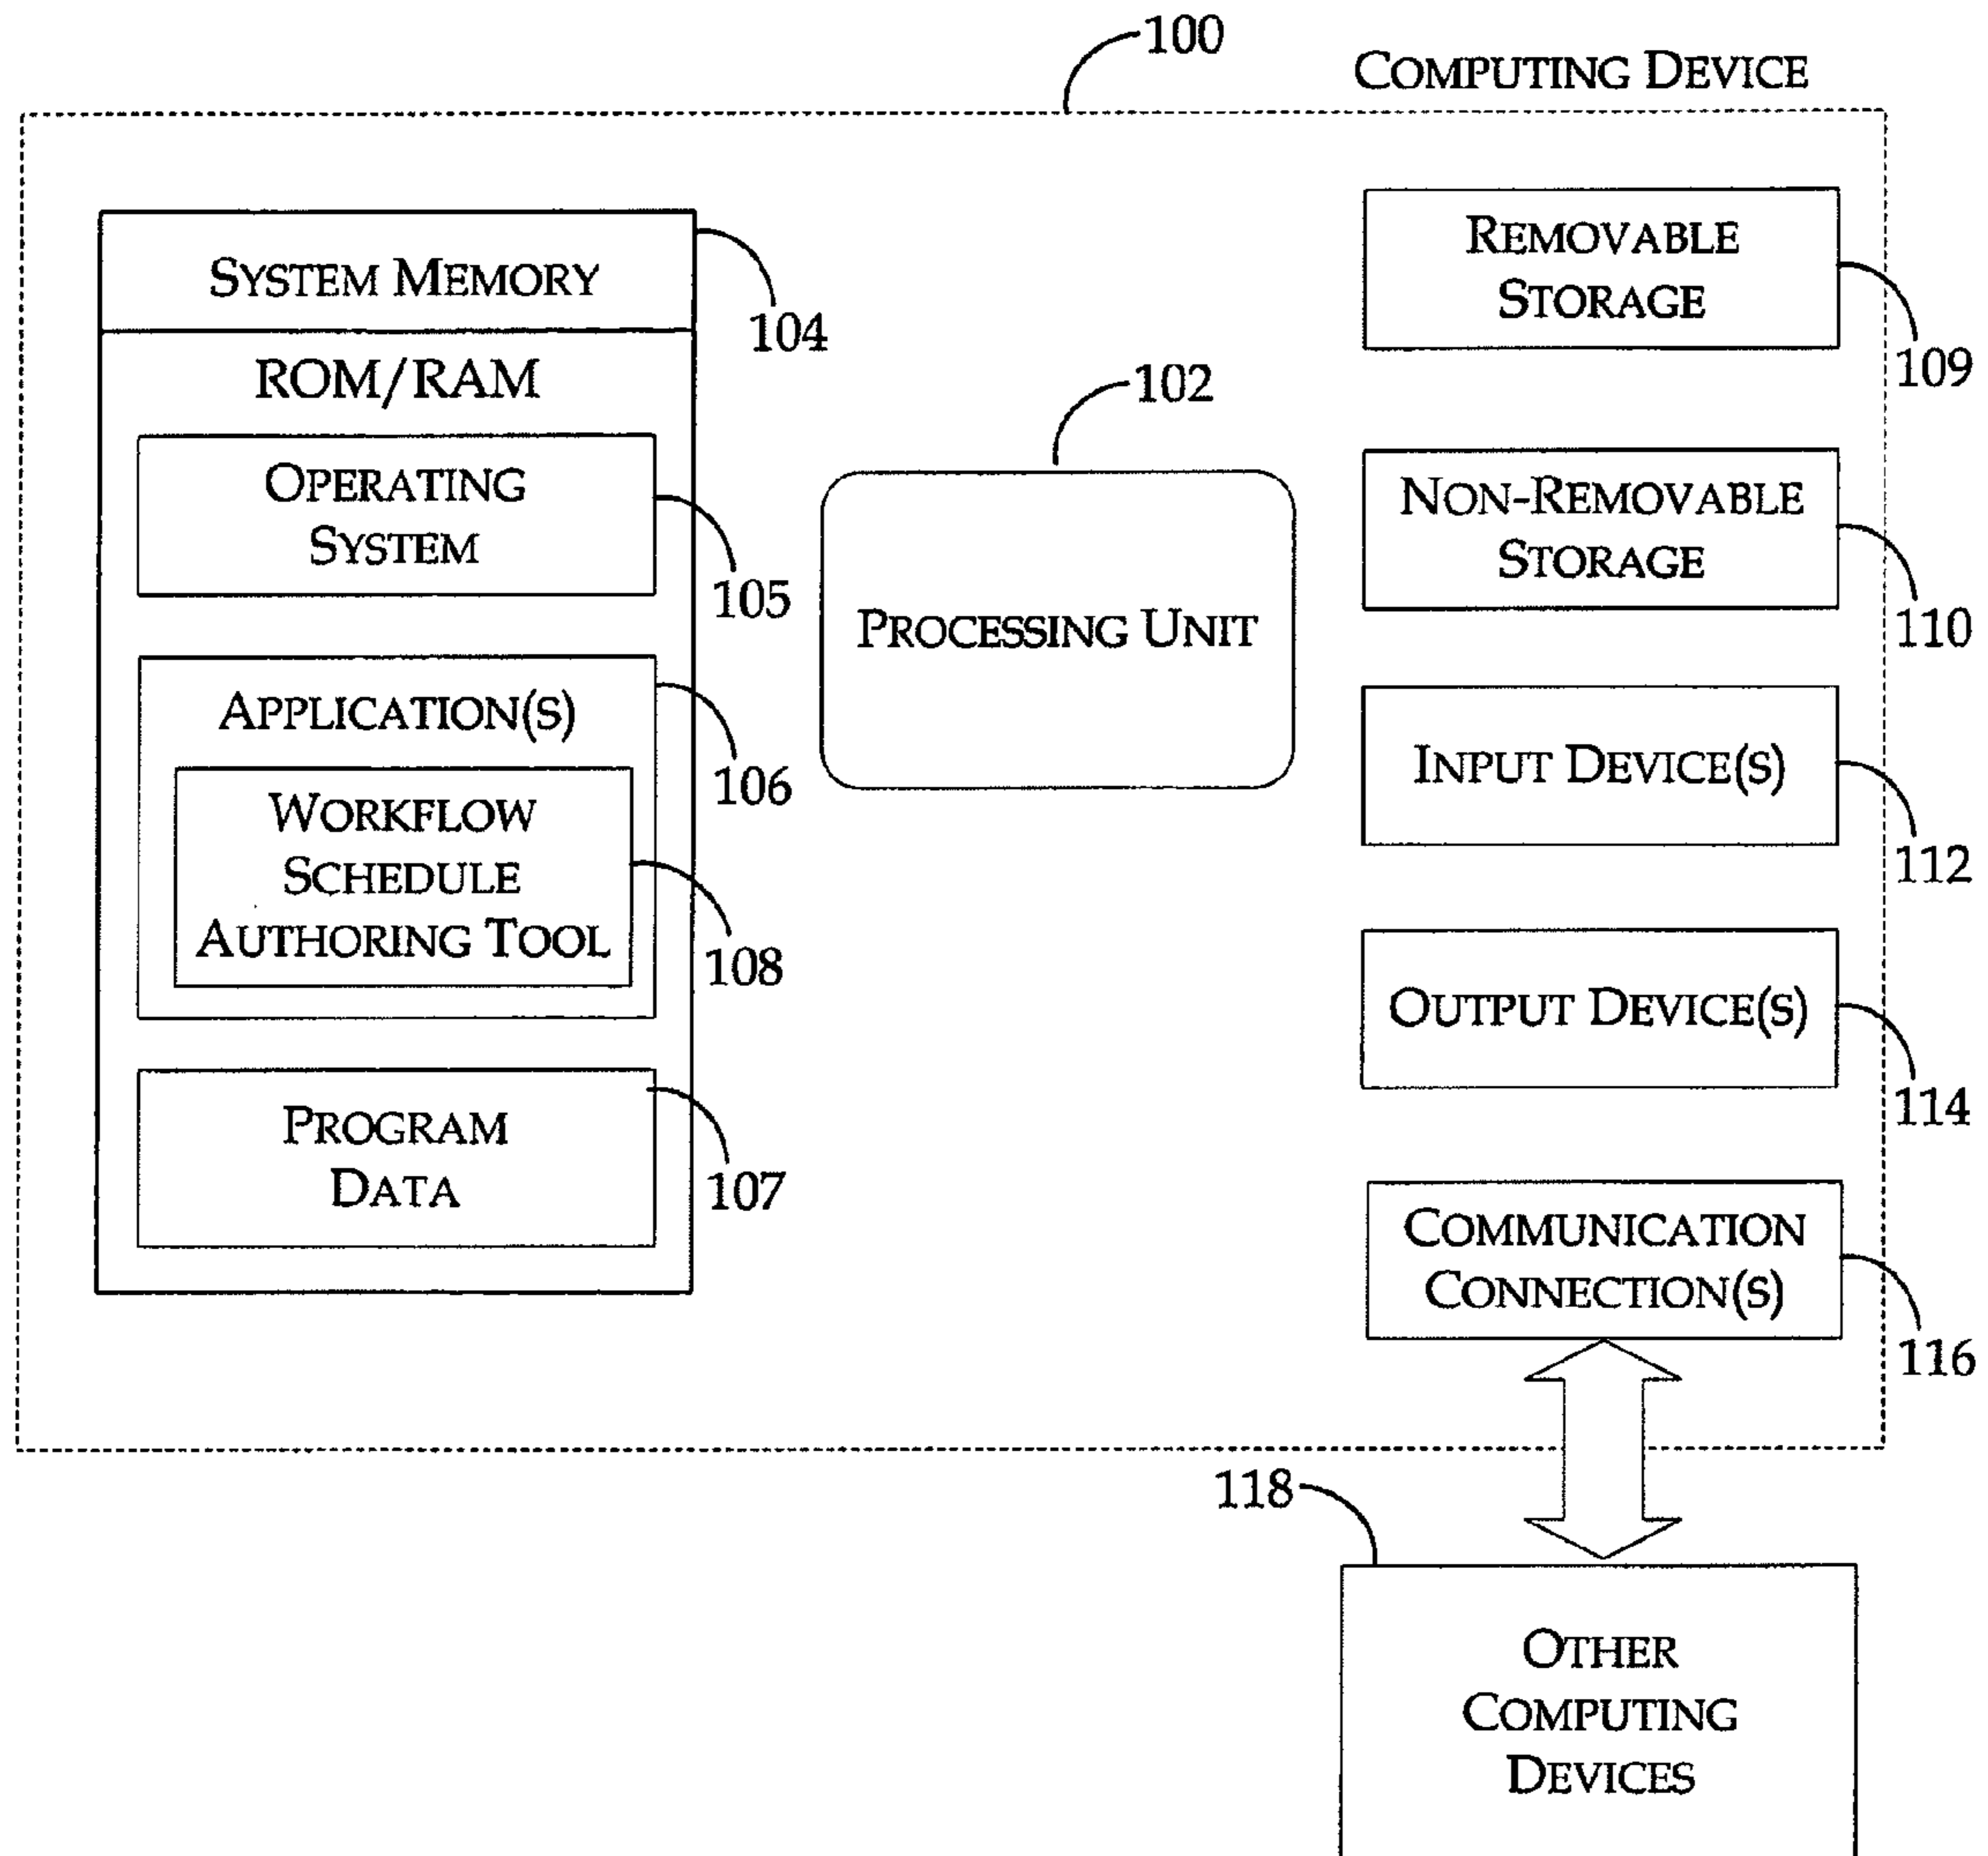 100
COMPUTING DEVICE
SYSTEM MEMORY
104
ROM/RAM
OPERATING
SYSTEM
105
APPLICATION(S)
106
WORKFLOW
SCHEDULE
AUTHORING TOOL
108
PROGRAM
DATA
107
102
PROCESSING UNIT
REMOVABLE
STORAGE
109
NON-REMOVABLE
STORAGE
110
INPUT DEVICE(S)
112
OUTPUT DEVICE(S)
114
COMMUNICATION
CONNECTION(S)
116
118
OTHER
COMPUTING
DEVICES